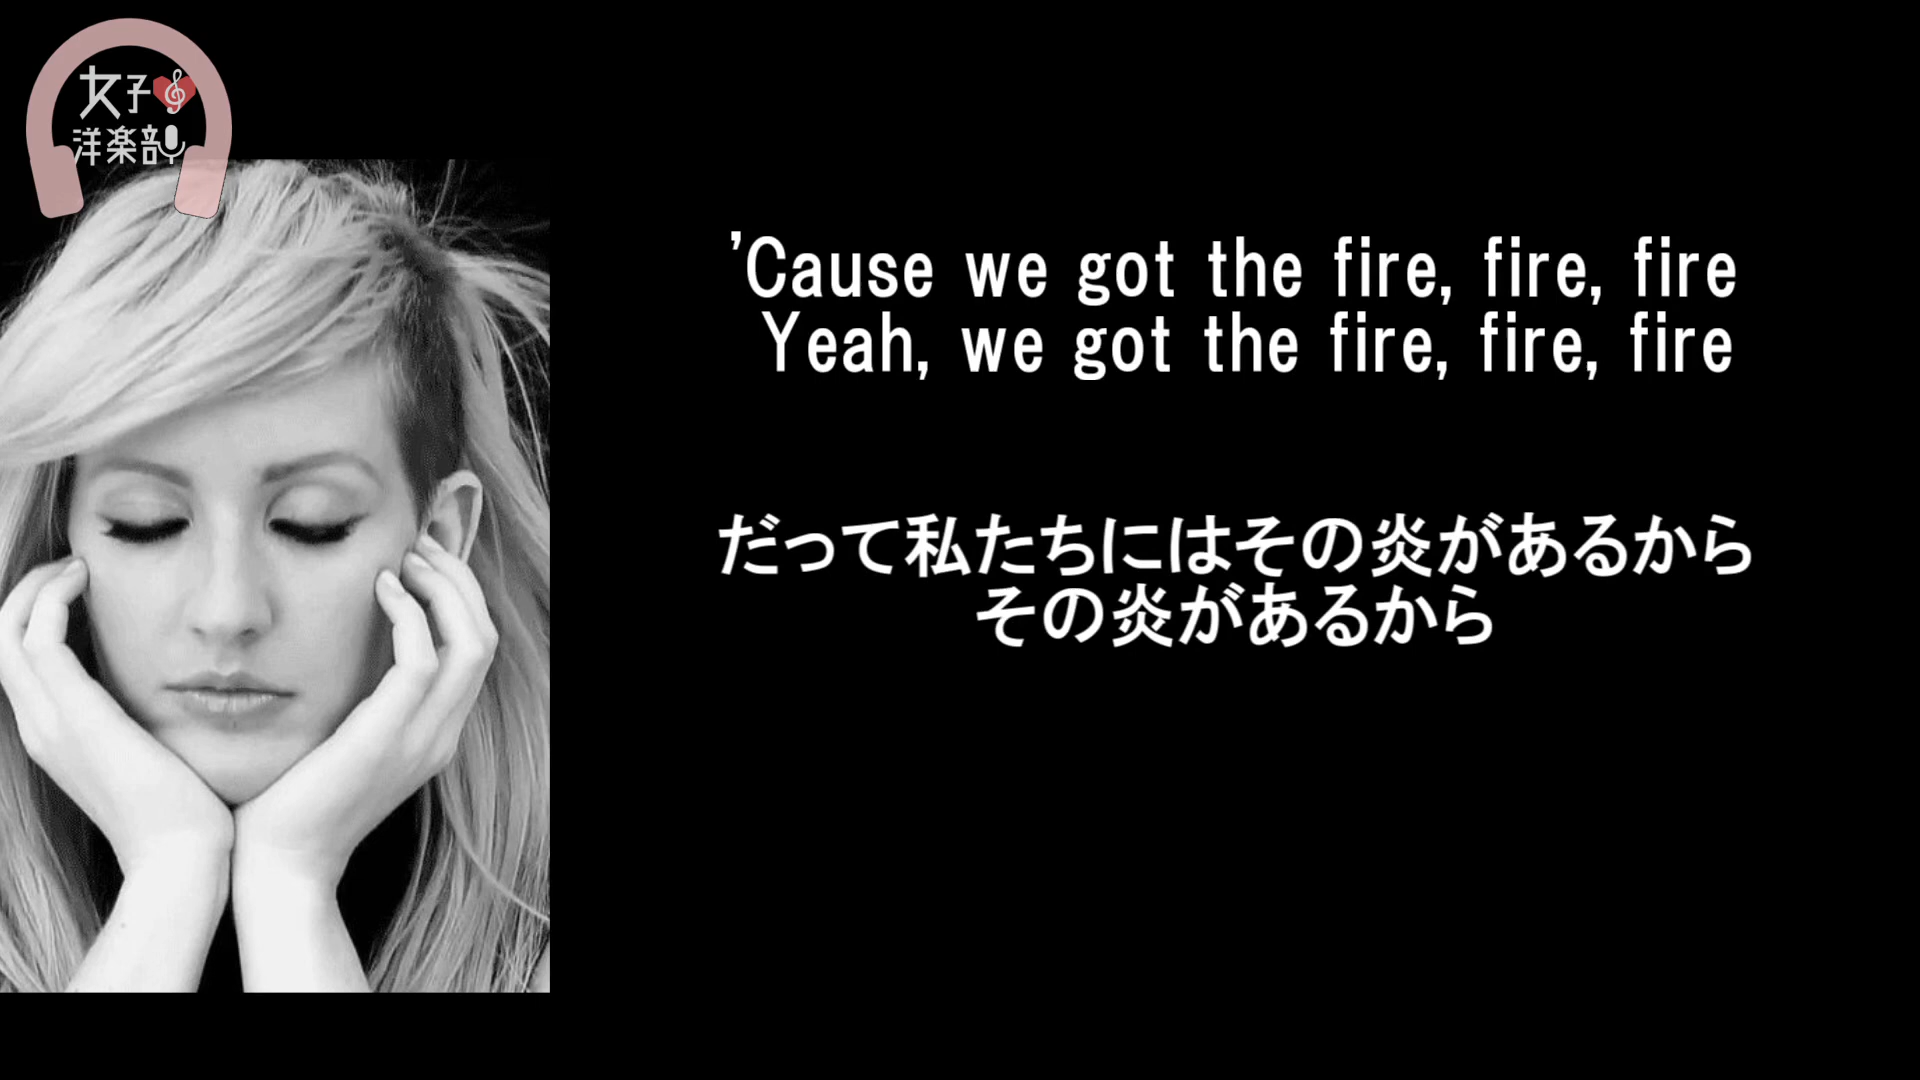 女子
洋楽部
'Cause we got the fire, fire, fire
Yeah, we got the fire, fire, fire
だって私たちにはその炎があるから
その炎があるから